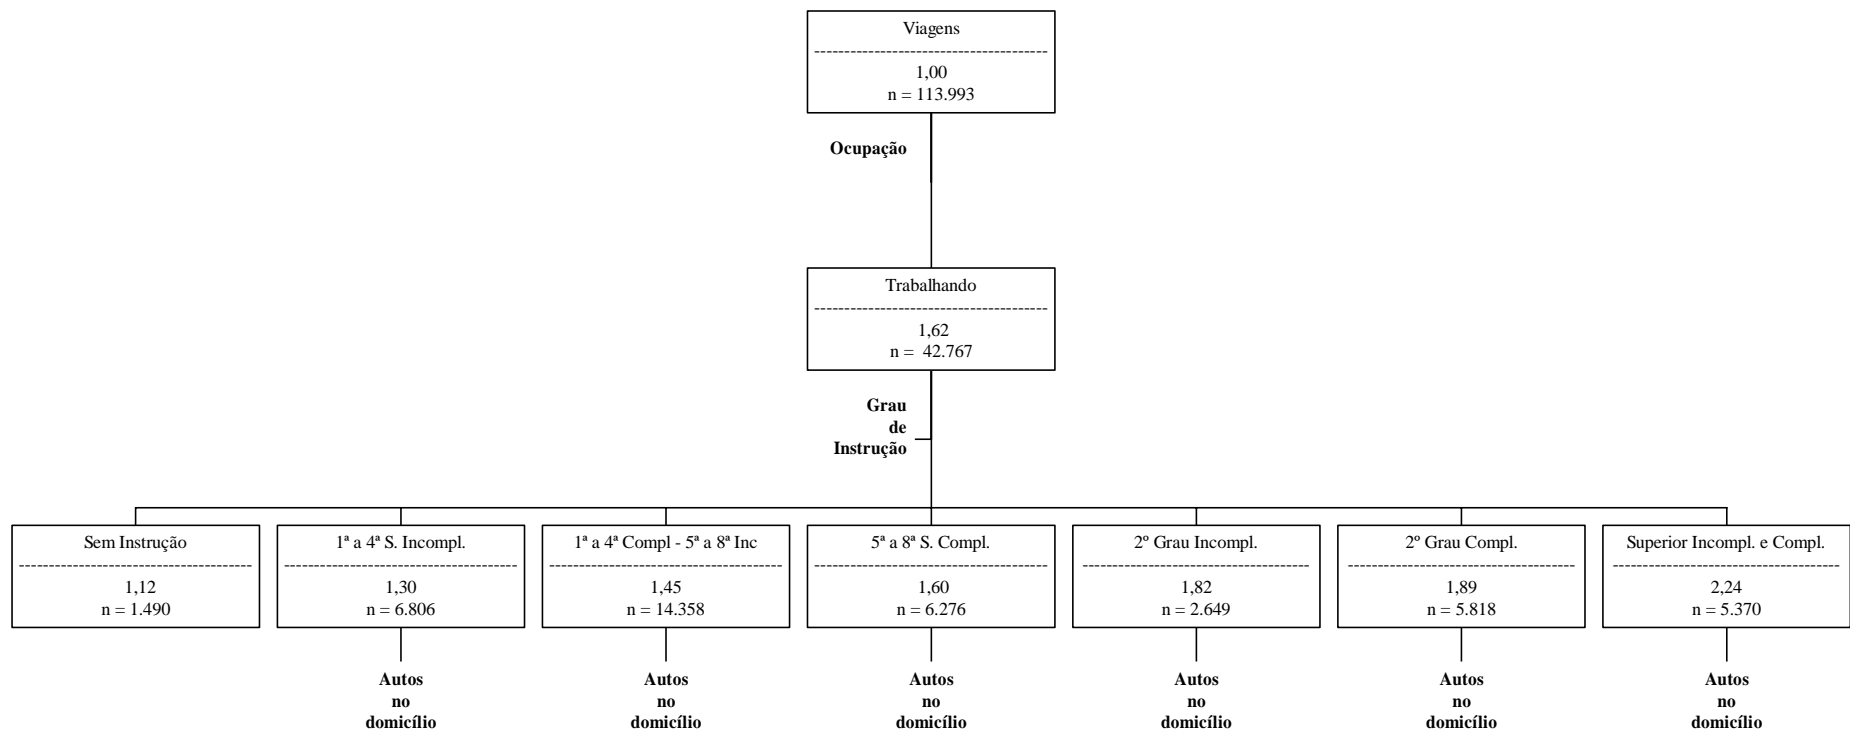 Viagens
---------------------------------------
1,00
n = 113.993
Ocupação
Trabalhando
---------------------------------------
1,62
n =  42.767
Grau
de
Instrução
Sem Instrução
---------------------------------------
1,12
n = 1.490
1ª a 4ª S. Incompl.
---------------------------------------
1,30
n = 6.806
1ª a 4ª Compl - 5ª a 8ª Inc
---------------------------------------
1,45
n = 14.358
5ª a 8ª S. Compl.
---------------------------------------
1,60
n = 6.276
2º Grau Incompl.
---------------------------------------
1,82
n = 2.649
2º Grau Compl.
---------------------------------------
1,89
n = 5.818
Superior Incompl. e Compl.
---------------------------------------
2,24
n = 5.370
Autos
no
domicílio
Autos
no
domicílio
Autos
no
domicílio
Autos
no
domicílio
Autos
no
domicílio
Autos
no
domicílio